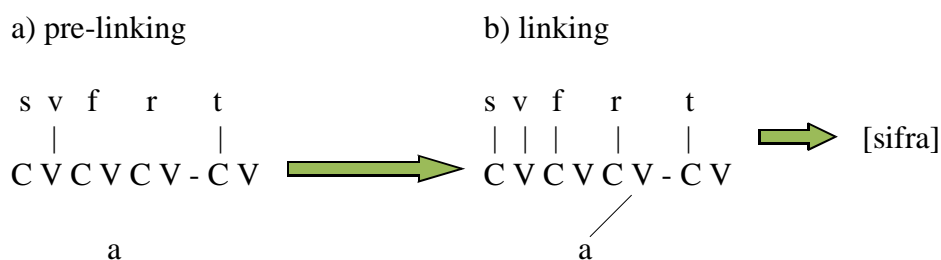 a) pre-linking b) linking
s v f r t s v f r t
[sifra]
C V C V C V - C V C V C V C V - C V
a a